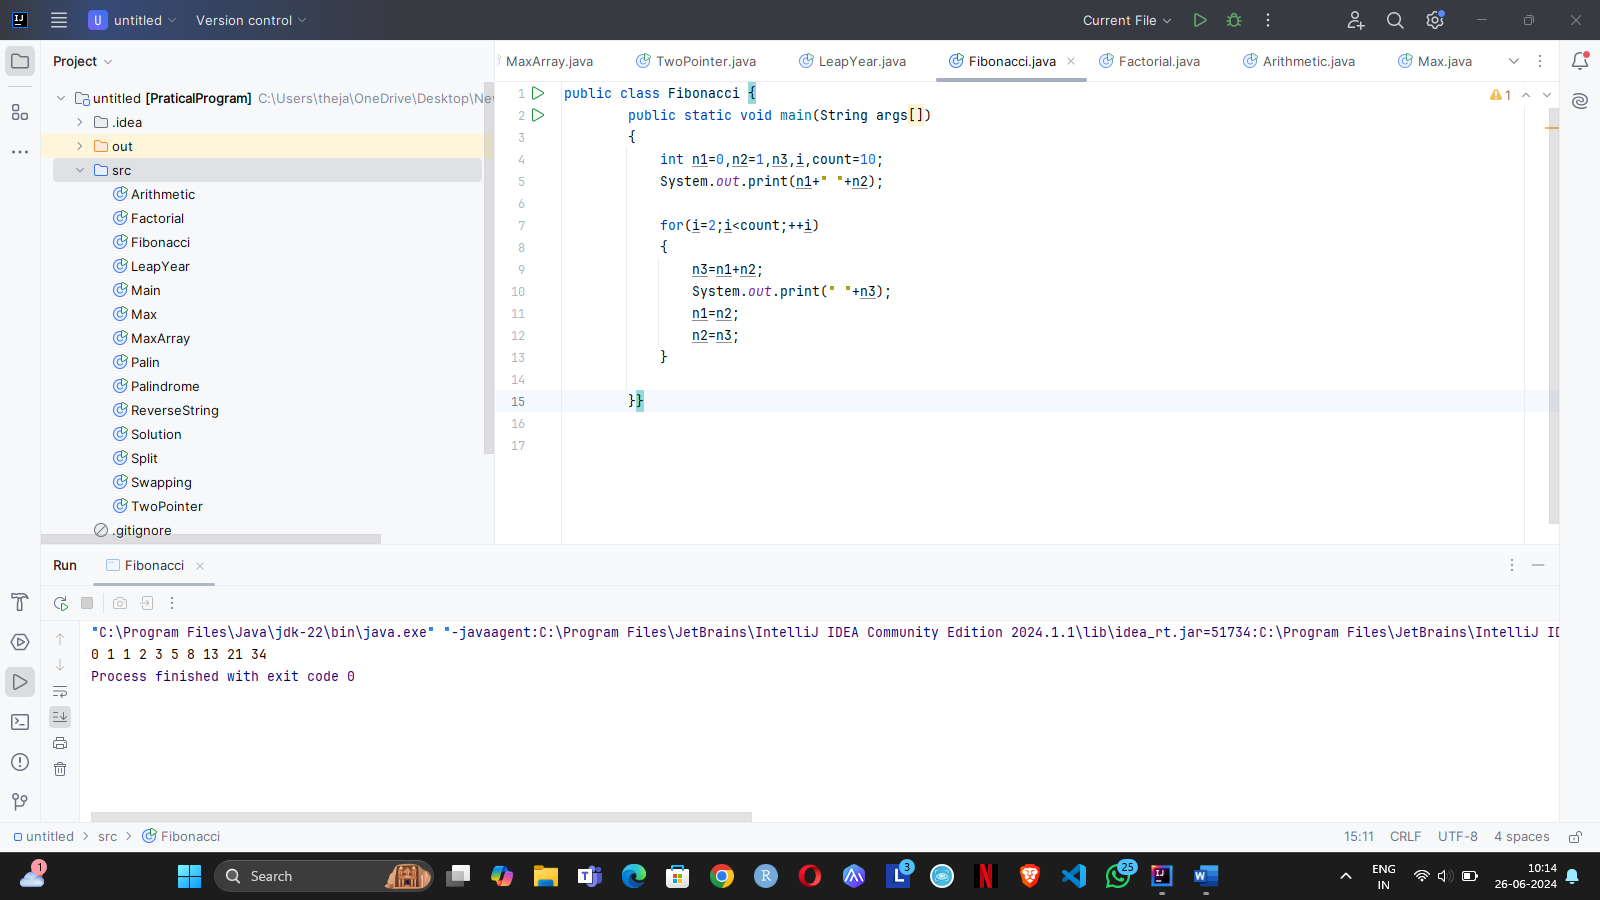 untitled
Version control
Current File
Project
MaxArray.java
TwoPointer.java
LeapYear.java
Fibonacci.java
Factorial.java
Arithmetic.java
Max.java
untitled [PraticalProgram] C:\Users\theja\OneDrive\Desktop\Ne
.idea
out
src
Arithmetic
Factorial
Fibonacci
LeapYear
Main
Max
MaxArray
Palin
Palindrome
ReverseString
Solution
Split
Swapping
TwoPointer
.gitignore
1 public class Fibonacci {
2 public static void main(String args[])
3 {
4 int n1=0,n2=1,n3,i,count=10;
5 System.out.print(n1+" "+n2);
6
7 for(i=2;i<count;++i)
8 {
9 n3=n1+n2;
10 System.out.print(" "+n3);
11 n1=n2;
12 n2=n3;
13 }
14
15 }}
16
17
1
Run
Fibonacci
"C:\Program Files\Java\jdk-22\bin\java.exe" "-javaagent:C:\Program Files\JetBrains\IntelliJ IDEA Community Edition 2024.1.1\lib\idea_rt.jar=51734:C:\Program Files\JetBrains\IntelliJ ID
0 1 1 2 3 5 8 13 21 34
Process finished with exit code 0
untitled > src > Fibonacci
15:11 CRLF UTF-8 4 spaces
1
Search
3
25
ENG
IN
10:14
26-06-2024